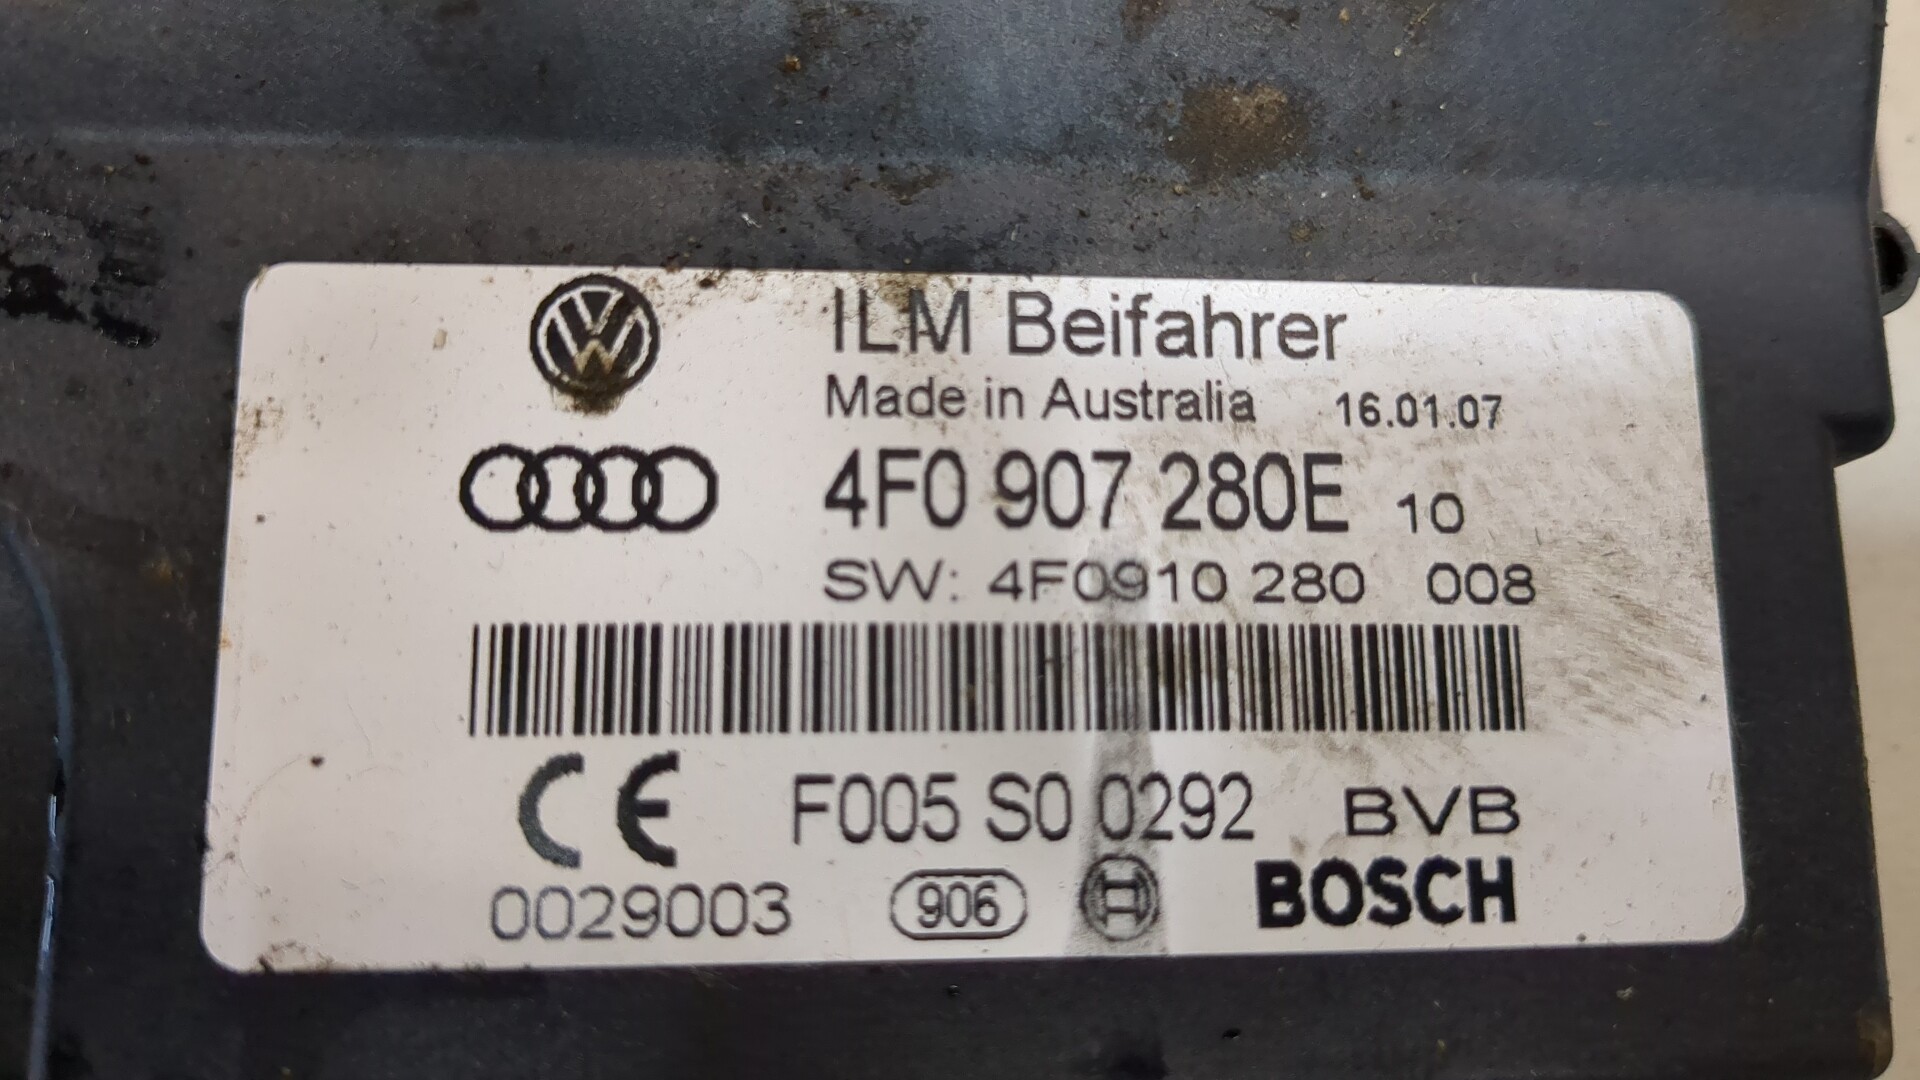 ILM Beifahrer
Made in Australia 16.01.07
4F0 907 280E 10
SW: 4F0910 280 008
CE F005 S0 0292 BVB
0029003 906 BOSCH